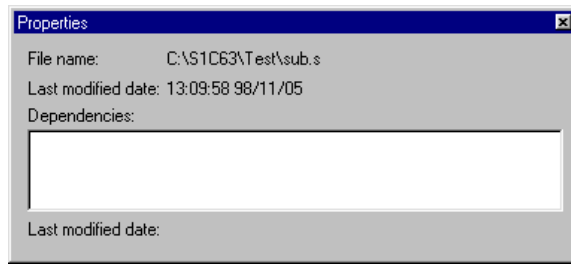 Properties
File name: C:\S1C63\Test\sub.s
Last modified date: 13:09:58 98/11/05
Dependencies:
Last modified date: